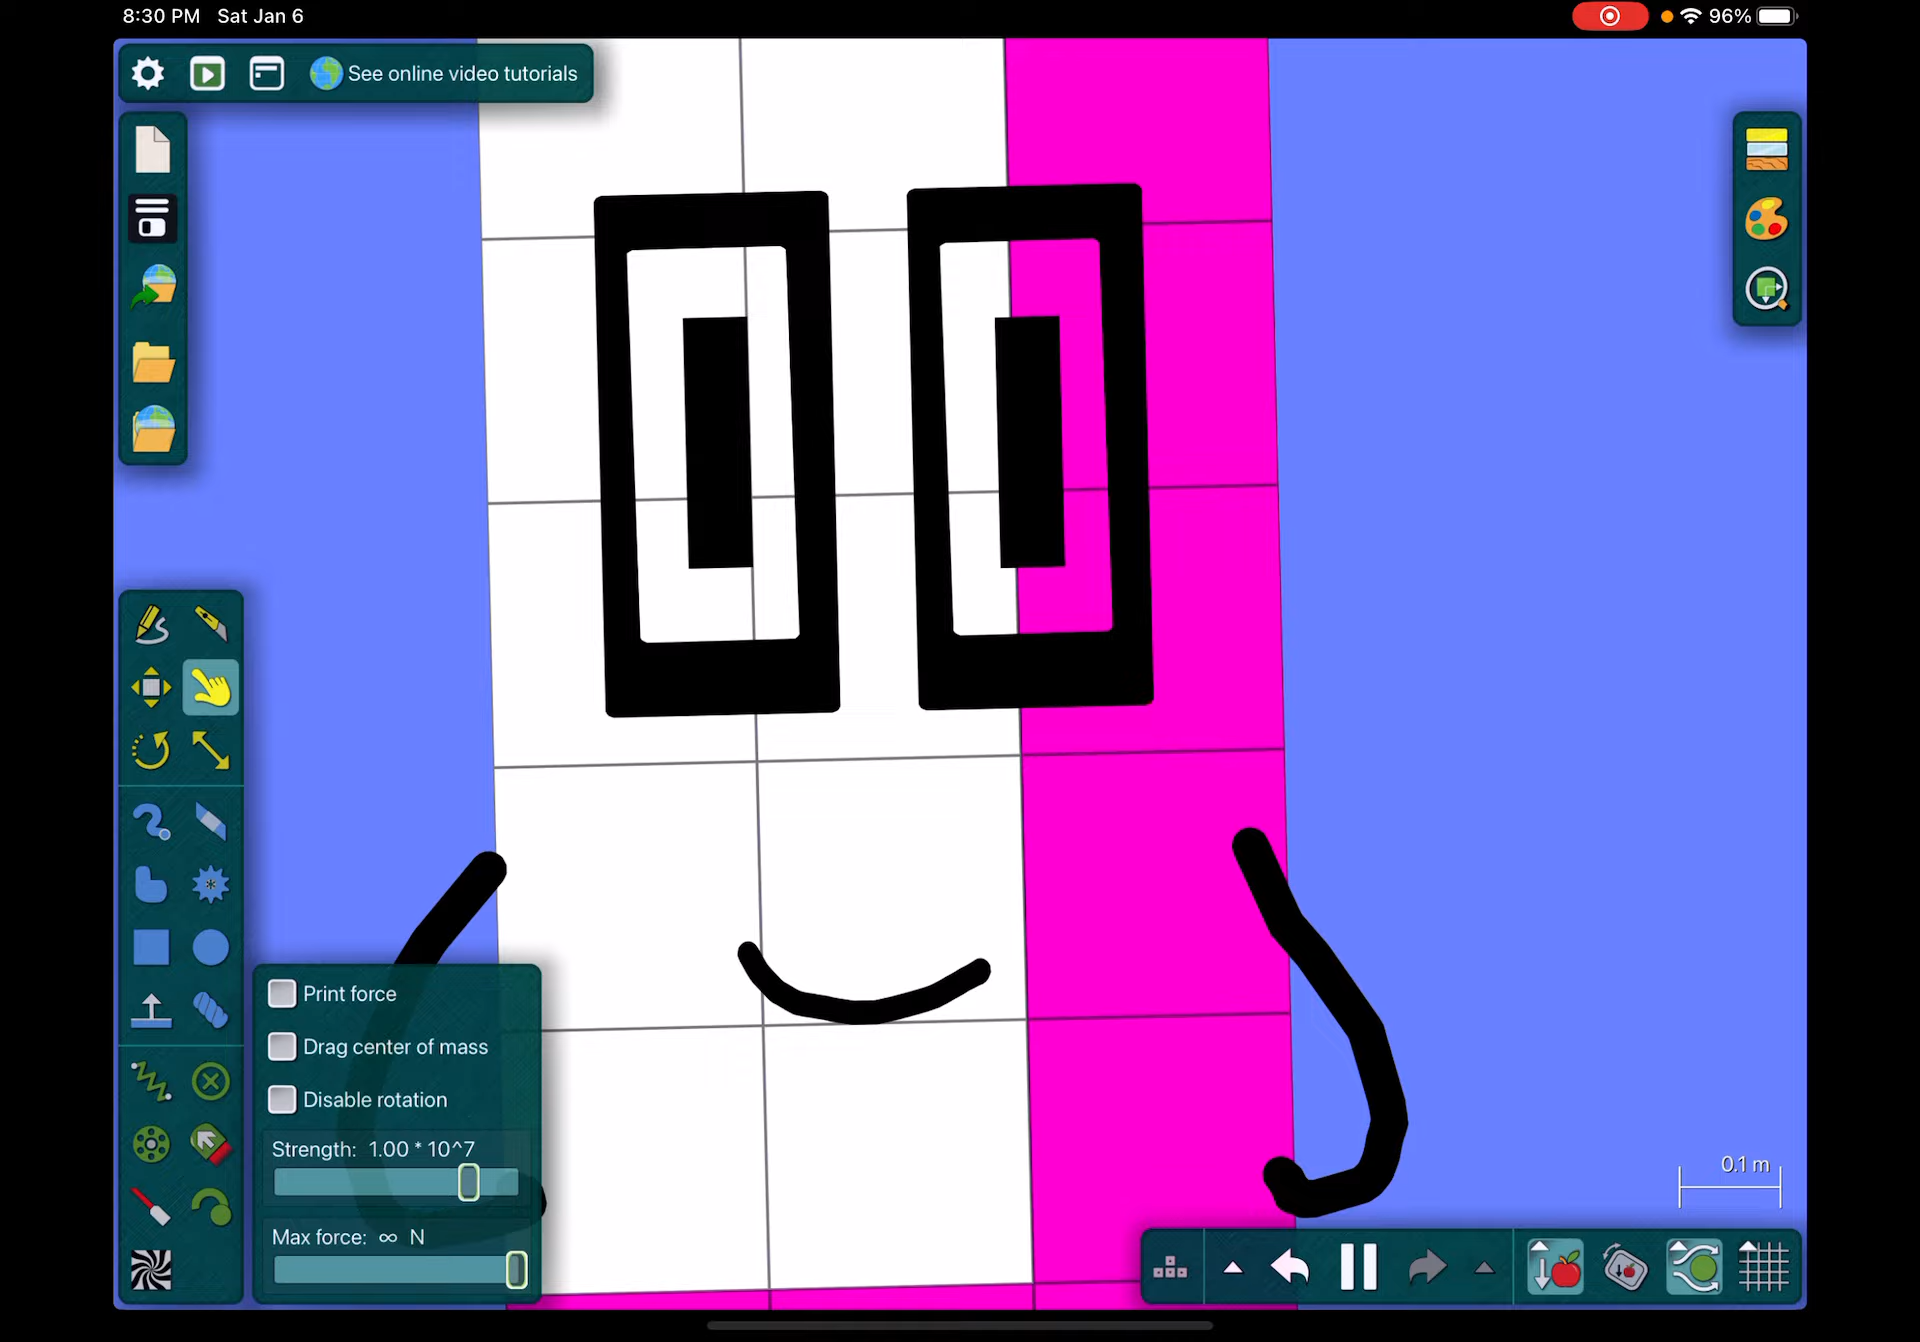 8:30 PM Sat Jan 6
96%
See online video tutorials
Print force
Drag center of mass
Disable rotation
Strength: 1.00 * 10^7
Max force: ∞ N
0.1 m